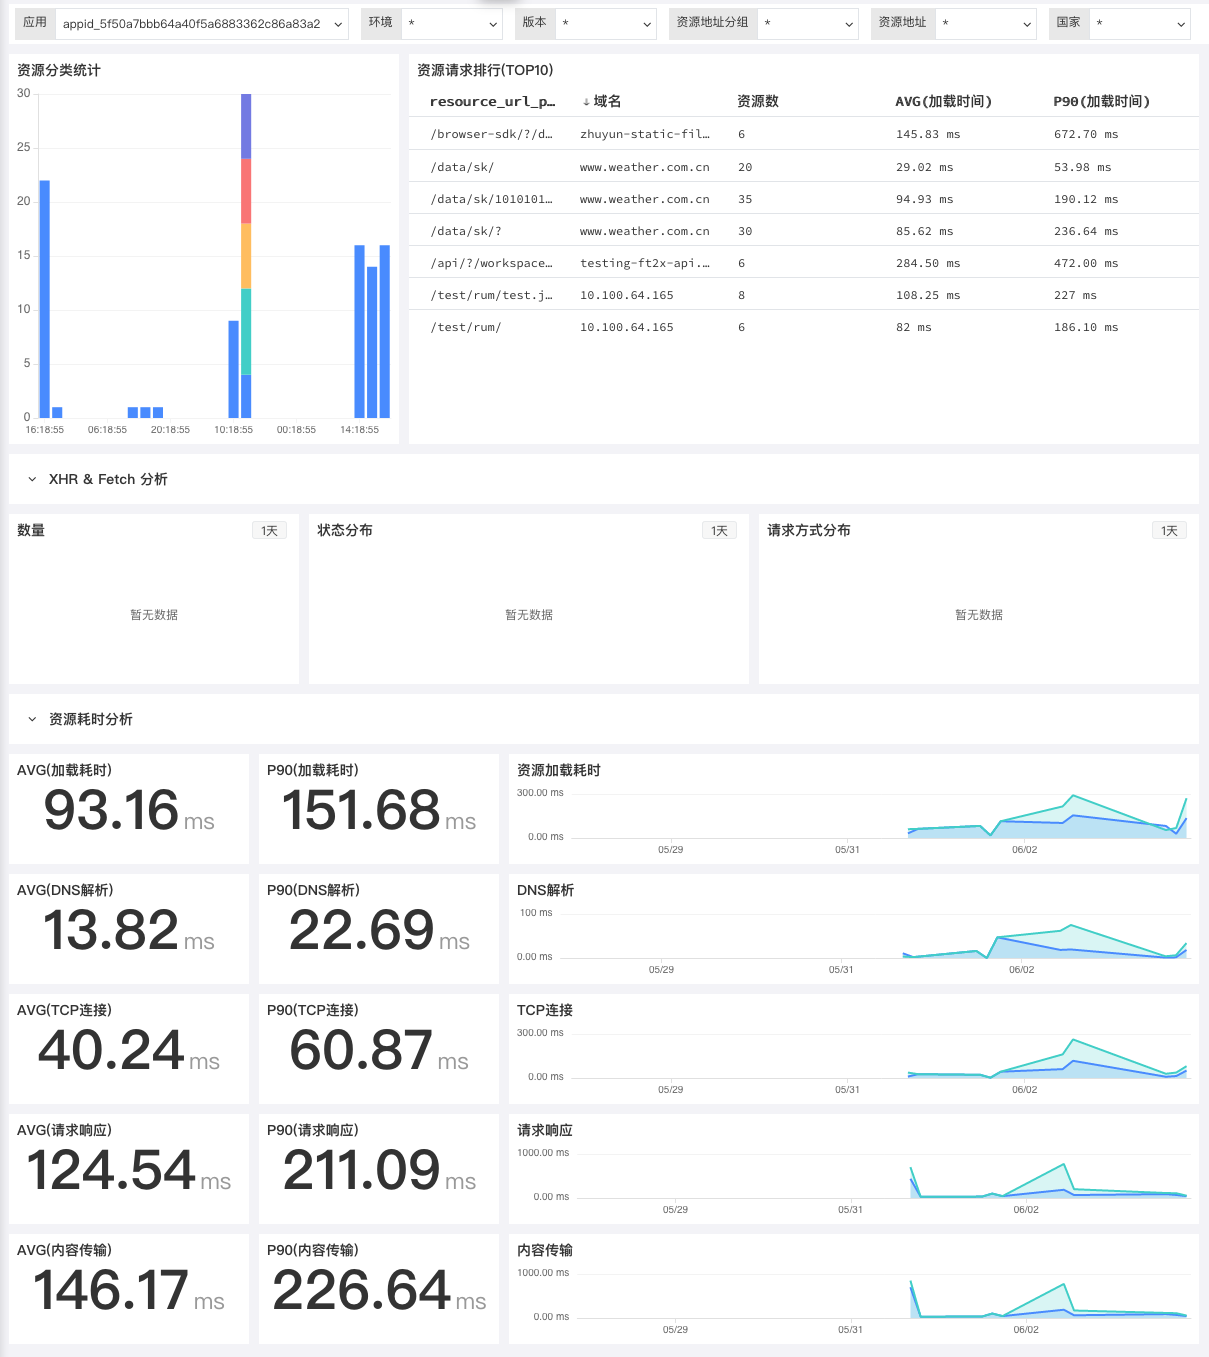 应用 appid_5f50a7bbb64a40f5a6883362c86a83a2 环境 * 版本 * 资源地址分组 * 资源地址 * 国家 *
资源分类统计
30
25
20
15
10
5
0
16:18:55 06:18:55 20:18:55 10:18:55 00:18:55 14:18:55
资源请求排行(TOP10)
resource_url_p... ↓域名 资源数 AVG(加载时间) P90(加载时间)
/browser-sdk/?/d... zhuyun-static-fil... 6 145.83 ms 672.70 ms
/data/sk/ www.weather.com.cn 20 29.02 ms 53.98 ms
/data/sk/1010101... www.weather.com.cn 35 94.93 ms 190.12 ms
/data/sk/? www.weather.com.cn 30 85.62 ms 236.64 ms
/api/?/workspace... testing-ft2x-api.... 6 284.50 ms 472.00 ms
/test/rum/test.j... 10.100.64.165 8 108.25 ms 227 ms
/test/rum/ 10.100.64.165 6 82 ms 186.10 ms
XHR & Fetch 分析
数量 1天
暂无数据
状态分布 1天
暂无数据
请求方式分布 1天
暂无数据
资源耗时分析
AVG(加载耗时)
93.16 ms
P90(加载耗时)
151.68 ms
资源加载耗时
300.00 ms
0.00 ms
05/29 05/31 06/02
AVG(DNS解析)
13.82 ms
P90(DNS解析)
22.69 ms
DNS解析
100 ms
0.00 ms
05/29 05/31 06/02
AVG(TCP连接)
40.24 ms
P90(TCP连接)
60.87 ms
TCP连接
300.00 ms
0.00 ms
05/29 05/31 06/02
AVG(请求响应)
124.54 ms
P90(请求响应)
211.09 ms
请求响应
1000.00 ms
0.00 ms
05/29 05/31 06/02
AVG(内容传输)
146.17 ms
P90(内容传输)
226.64 ms
内容传输
1000.00 ms
0.00 ms
05/29 05/31 06/02